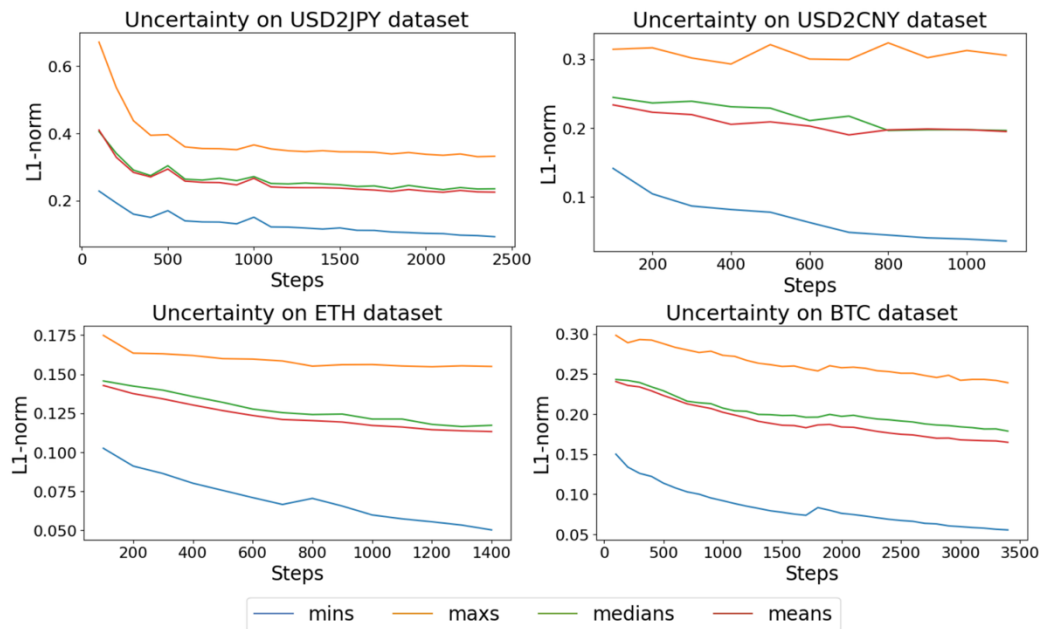 Uncertainty on USD2JPY dataset
L1-norm
0.6
0.4
0.2
0 500 1000 1500 2000 2500
Steps
Uncertainty on USD2CNY dataset
L1-norm
0.3
0.2
0.1
200 400 600 800 1000
Steps
Uncertainty on ETH dataset
L1-norm
0.175
0.150
0.125
0.100
0.075
0.050
200 400 600 800 1000 1200 1400
Steps
Uncertainty on BTC dataset
L1-norm
0.30
0.25
0.20
0.15
0.10
0.05
0 500 1000 1500 2000 2500 3000 3500
Steps
mins maxs medians means